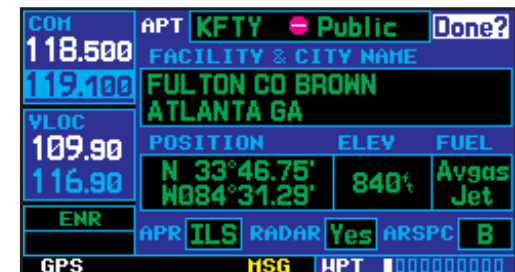 COM
118.500
119.100
VLOC
109.90
116.90
ENR
GPS
APT KFTY Public Done?
FACILITY & CITY NAME
FULTON CO BROWN
ATLANTA GA
POSITION ELEV FUEL
N 33°46.75'
W084°31.29'
840ft
Avgas
Jet
APR ILS RADAR Yes ARSPC B
MSG WPT